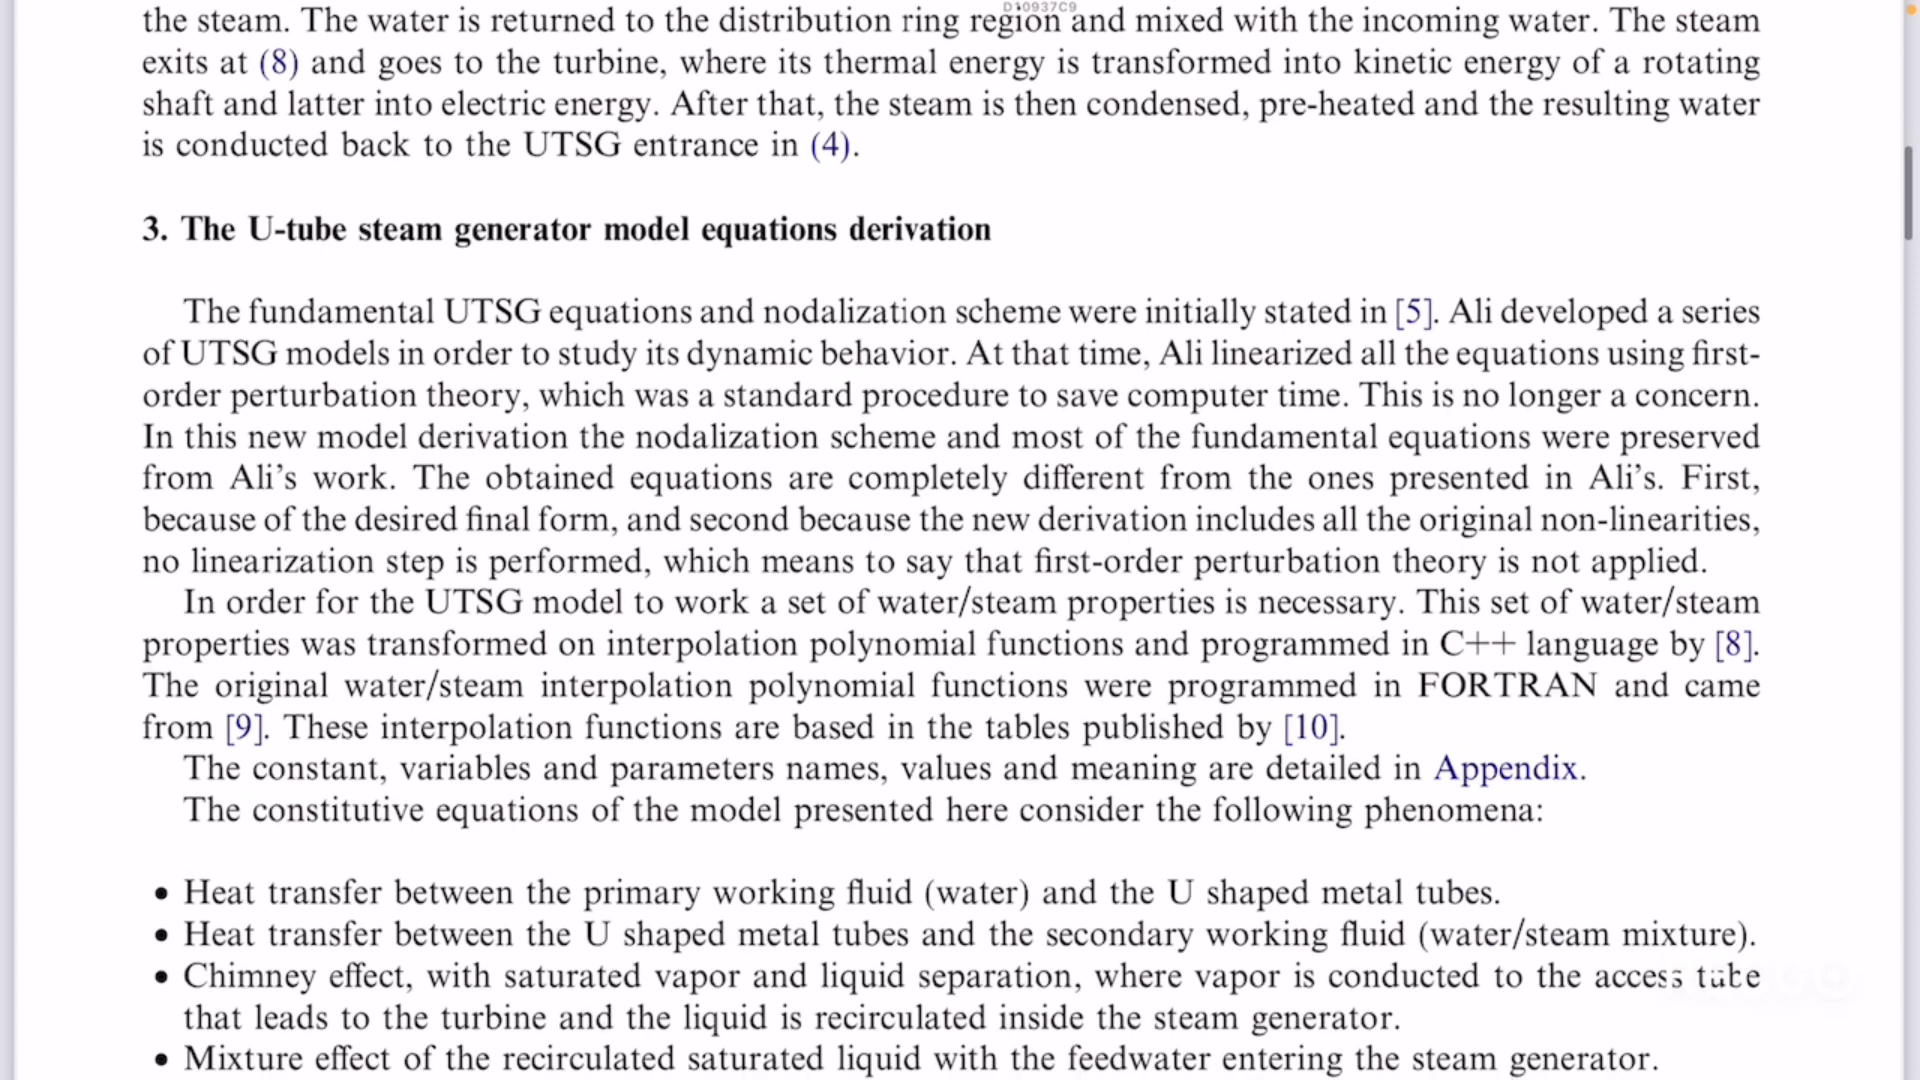 D10937C9
the steam. The water is returned to the distribution ring region and mixed with the incoming water. The steam
exits at (8) and goes to the turbine, where its thermal energy is transformed into kinetic energy of a rotating
shaft and latter into electric energy. After that, the steam is then condensed, pre-heated and the resulting water
is conducted back to the UTSG entrance in (4).
3. The U-tube steam generator model equations derivation
The fundamental UTSG equations and nodalization scheme were initially stated in [5]. Ali developed a series
of UTSG models in order to study its dynamic behavior. At that time, Ali linearized all the equations using first-
order perturbation theory, which was a standard procedure to save computer time. This is no longer a concern.
In this new model derivation the nodalization scheme and most of the fundamental equations were preserved
from Ali's work. The obtained equations are completely different from the ones presented in Ali's. First,
because of the desired final form, and second because the new derivation includes all the original non-linearities,
no linearization step is performed, which means to say that first-order perturbation theory is not applied.
In order for the UTSG model to work a set of water/steam properties is necessary. This set of water/steam
properties was transformed on interpolation polynomial functions and programmed in C++ language by [8].
The original water/steam interpolation polynomial functions were programmed in FORTRAN and came
from [9]. These interpolation functions are based in the tables published by [10].
The constant, variables and parameters names, values and meaning are detailed in Appendix.
The constitutive equations of the model presented here consider the following phenomena:
• Heat transfer between the primary working fluid (water) and the U shaped metal tubes.
• Heat transfer between the U shaped metal tubes and the secondary working fluid (water/steam mixture).
• Chimney effect, with saturated vapor and liquid separation, where vapor is conducted to the access tube
that leads to the turbine and the liquid is recirculated inside the steam generator.
• Mixture effect of the recirculated saturated liquid with the feedwater entering the steam generator.